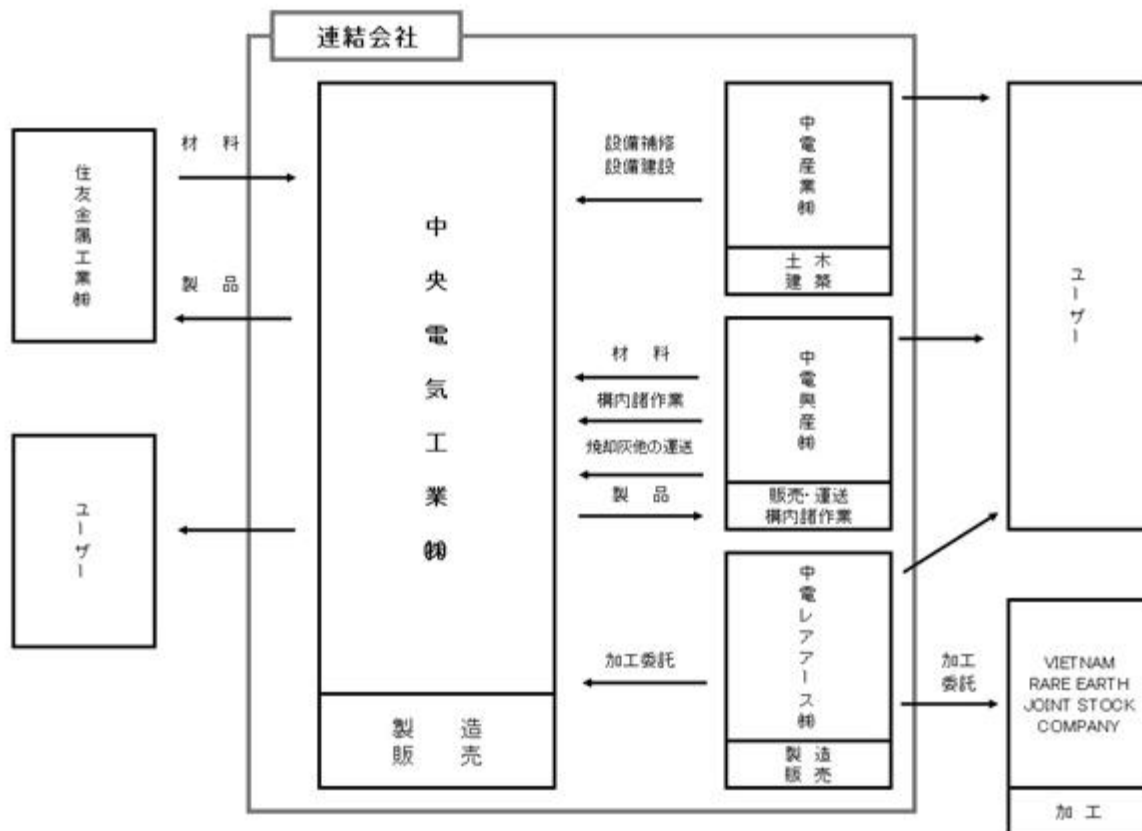 連結会社
住友金属工業㈱
材料
製品
ユーザー
中央電気工業㈱
製造
販売
設備補修
設備建設
中電産業㈱
土木
建築
材料
構内諸作業
焼却灰他の運送
製品
中電興産㈱
販売・運送
構内諸作業
加工委託
中電レアアース㈱
製造
販売
ユーザー
加工
委託
VIETNAM
RARE EARTH
JOINT STOCK
COMPANY
加工